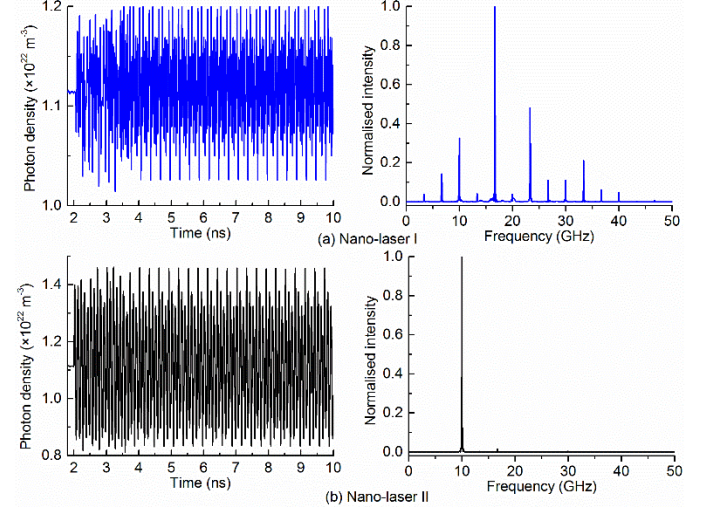 1.2
1.1
1.0
Photon density (×10²² m⁻³)
2 3 4 5 6 7 8 9 10
Time (ns)
1.0
0.8
0.6
0.4
0.2
0.0
Normalised intensity
0 10 20 30 40 50
Frequency (GHz)
(a) Nano-laser I
1.4
1.2
1.0
0.8
Photon density (×10²² m⁻³)
2 3 4 5 6 7 8 9 10
Time (ns)
1.0
0.8
0.6
0.4
0.2
0.0
Normalised intensity
0 10 20 30 40 50
Frequency (GHz)
(b) Nano-laser II